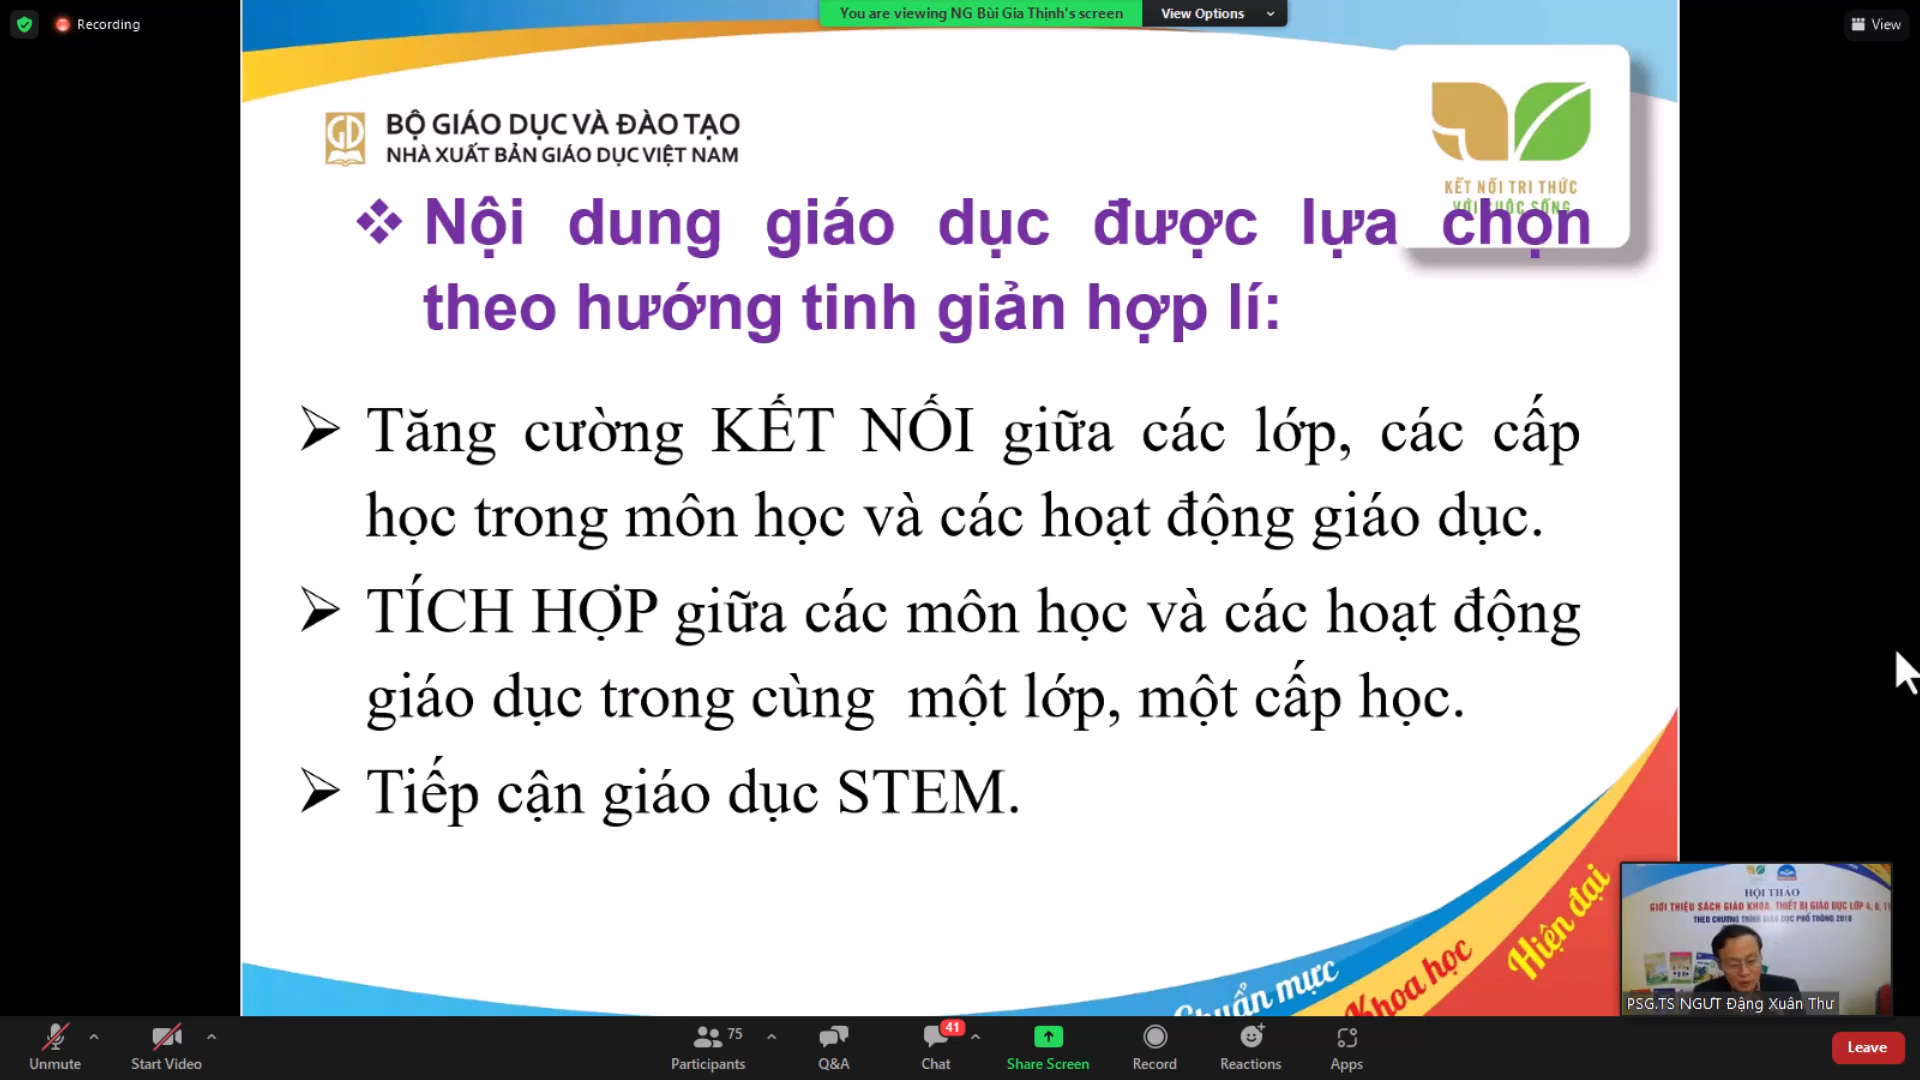 You are viewing NG Bùi Gia Thịnh's screen
View Options
Recording
View
BỘ GIÁO DỤC VÀ ĐÀO TẠO
NHÀ XUẤT BẢN GIÁO DỤC VIỆT NAM
KẾT NỐI TRI THỨC
VỚI CUỘC SỐNG
Nội dung giáo dục được lựa chọn
theo hướng tinh giản hợp lí:
Tăng cường KẾT NỐI giữa các lớp, các cấp
học trong môn học và các hoạt động giáo dục.
TÍCH HỢP giữa các môn học và các hoạt động
giáo dục trong cùng một lớp, một cấp học.
Tiếp cận giáo dục STEM.
Chuẩn mực
Khoa học
Hiện đại
HỘI THẢO
GIỚI THIỆU SÁCH GIÁO KHOA, THIẾT BỊ GIÁO DỤC LỚP 4, 8, 11
THEO CHƯƠNG TRÌNH GIÁO DỤC PHỔ THÔNG 2018
PSG.TS NGƯT Đặng Xuân Thư
Unmute
Start Video
75
Participants
Q&A
41
Chat
Share Screen
Record
Reactions
Apps
Leave